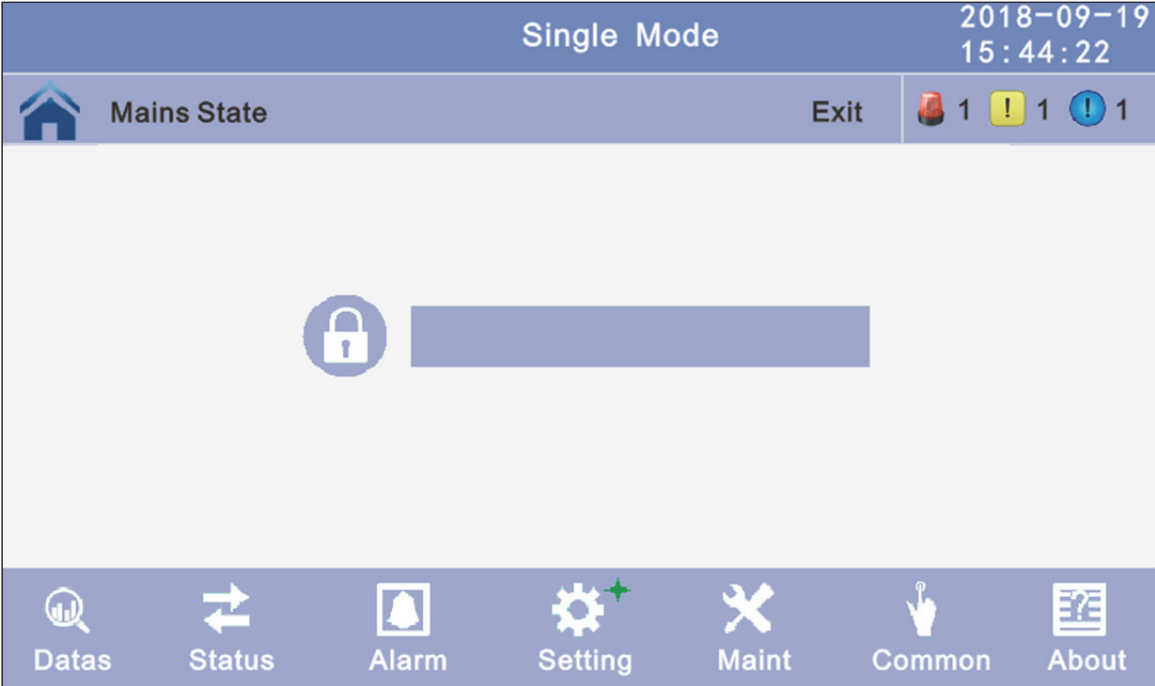 Single Mode
2018-09-19
15:44:22
Mains State
Exit
1
! 1
! 1
Datas
Status
Alarm
Setting
Maint
Common
?
About